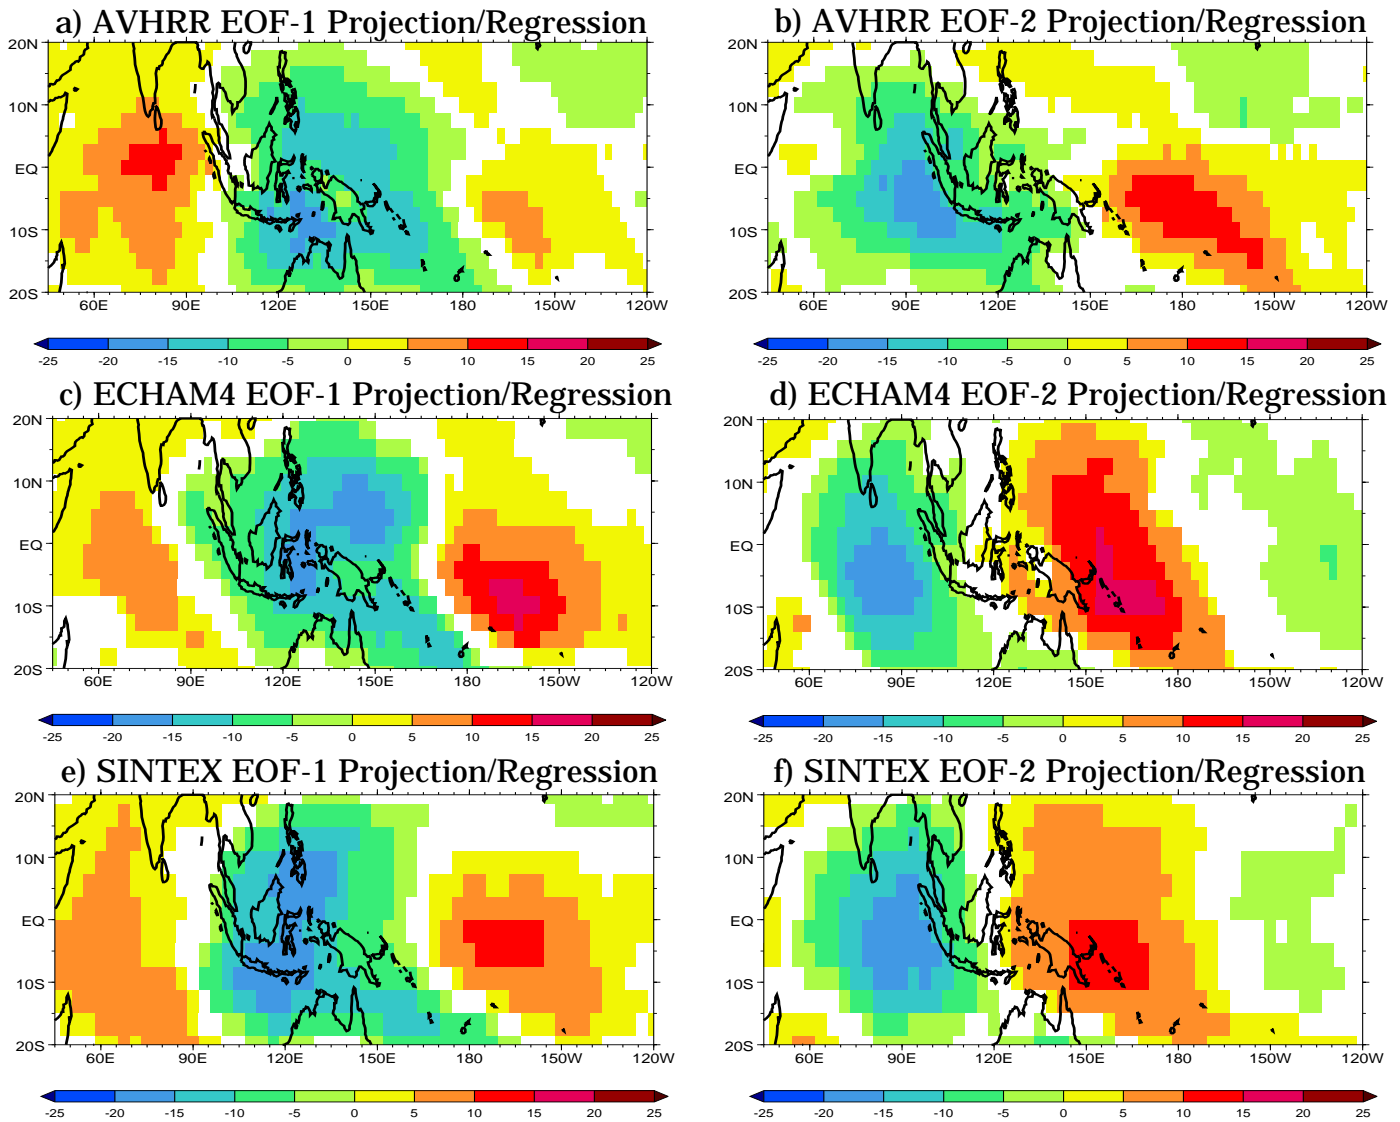 a) AVHRR EOF-1 Projection/Regression
20N
10N
EQ
10S
20S
60E 90E 120E 150E 180 150W 120W
-25 -20 -15 -10 -5 0 5 10 15 20 25
b) AVHRR EOF-2 Projection/Regression
20N
10N
EQ
10S
20S
60E 90E 120E 150E 180 150W 120W
-25 -20 -15 -10 -5 0 5 10 15 20 25
c) ECHAM4 EOF-1 Projection/Regression
20N
10N
EQ
10S
20S
60E 90E 120E 150E 180 150W 120W
-25 -20 -15 -10 -5 0 5 10 15 20 25
d) ECHAM4 EOF-2 Projection/Regression
20N
10N
EQ
10S
20S
60E 90E 120E 150E 180 150W 120W
-25 -20 -15 -10 -5 0 5 10 15 20 25
e) SINTEX EOF-1 Projection/Regression
20N
10N
EQ
10S
20S
60E 90E 120E 150E 180 150W 120W
-25 -20 -15 -10 -5 0 5 10 15 20 25
f) SINTEX EOF-2 Projection/Regression
20N
10N
EQ
10S
20S
60E 90E 120E 150E 180 150W 120W
-25 -20 -15 -10 -5 0 5 10 15 20 25